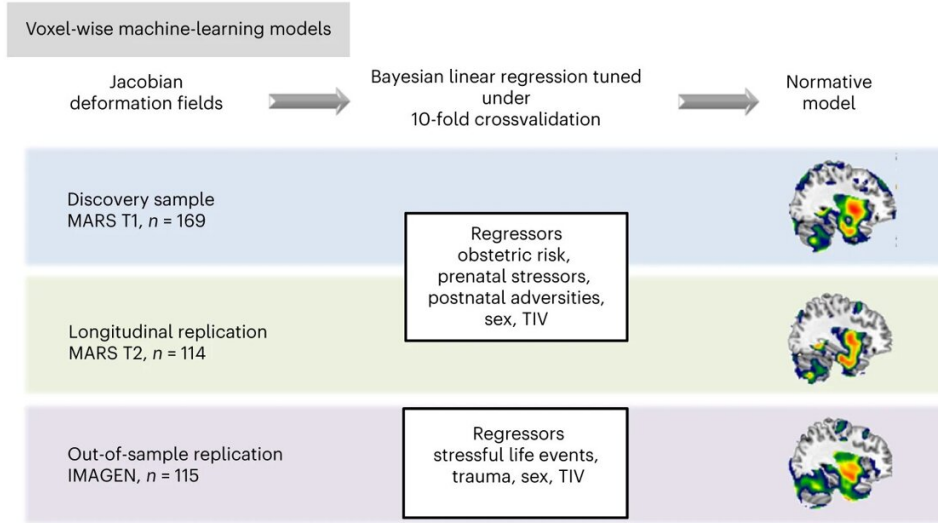 Voxel-wise machine-learning models
Jacobian
deformation fields
Bayesian linear regression tuned
under
10-fold crossvalidation
Normative
model
Discovery sample
MARS T1, n = 169
Regressors
obstetric risk,
prenatal stressors,
postnatal adversities,
sex, TIV
Longitudinal replication
MARS T2, n = 114
Out-of-sample replication
IMAGEN, n = 115
Regressors
stressful life events,
trauma, sex, TIV